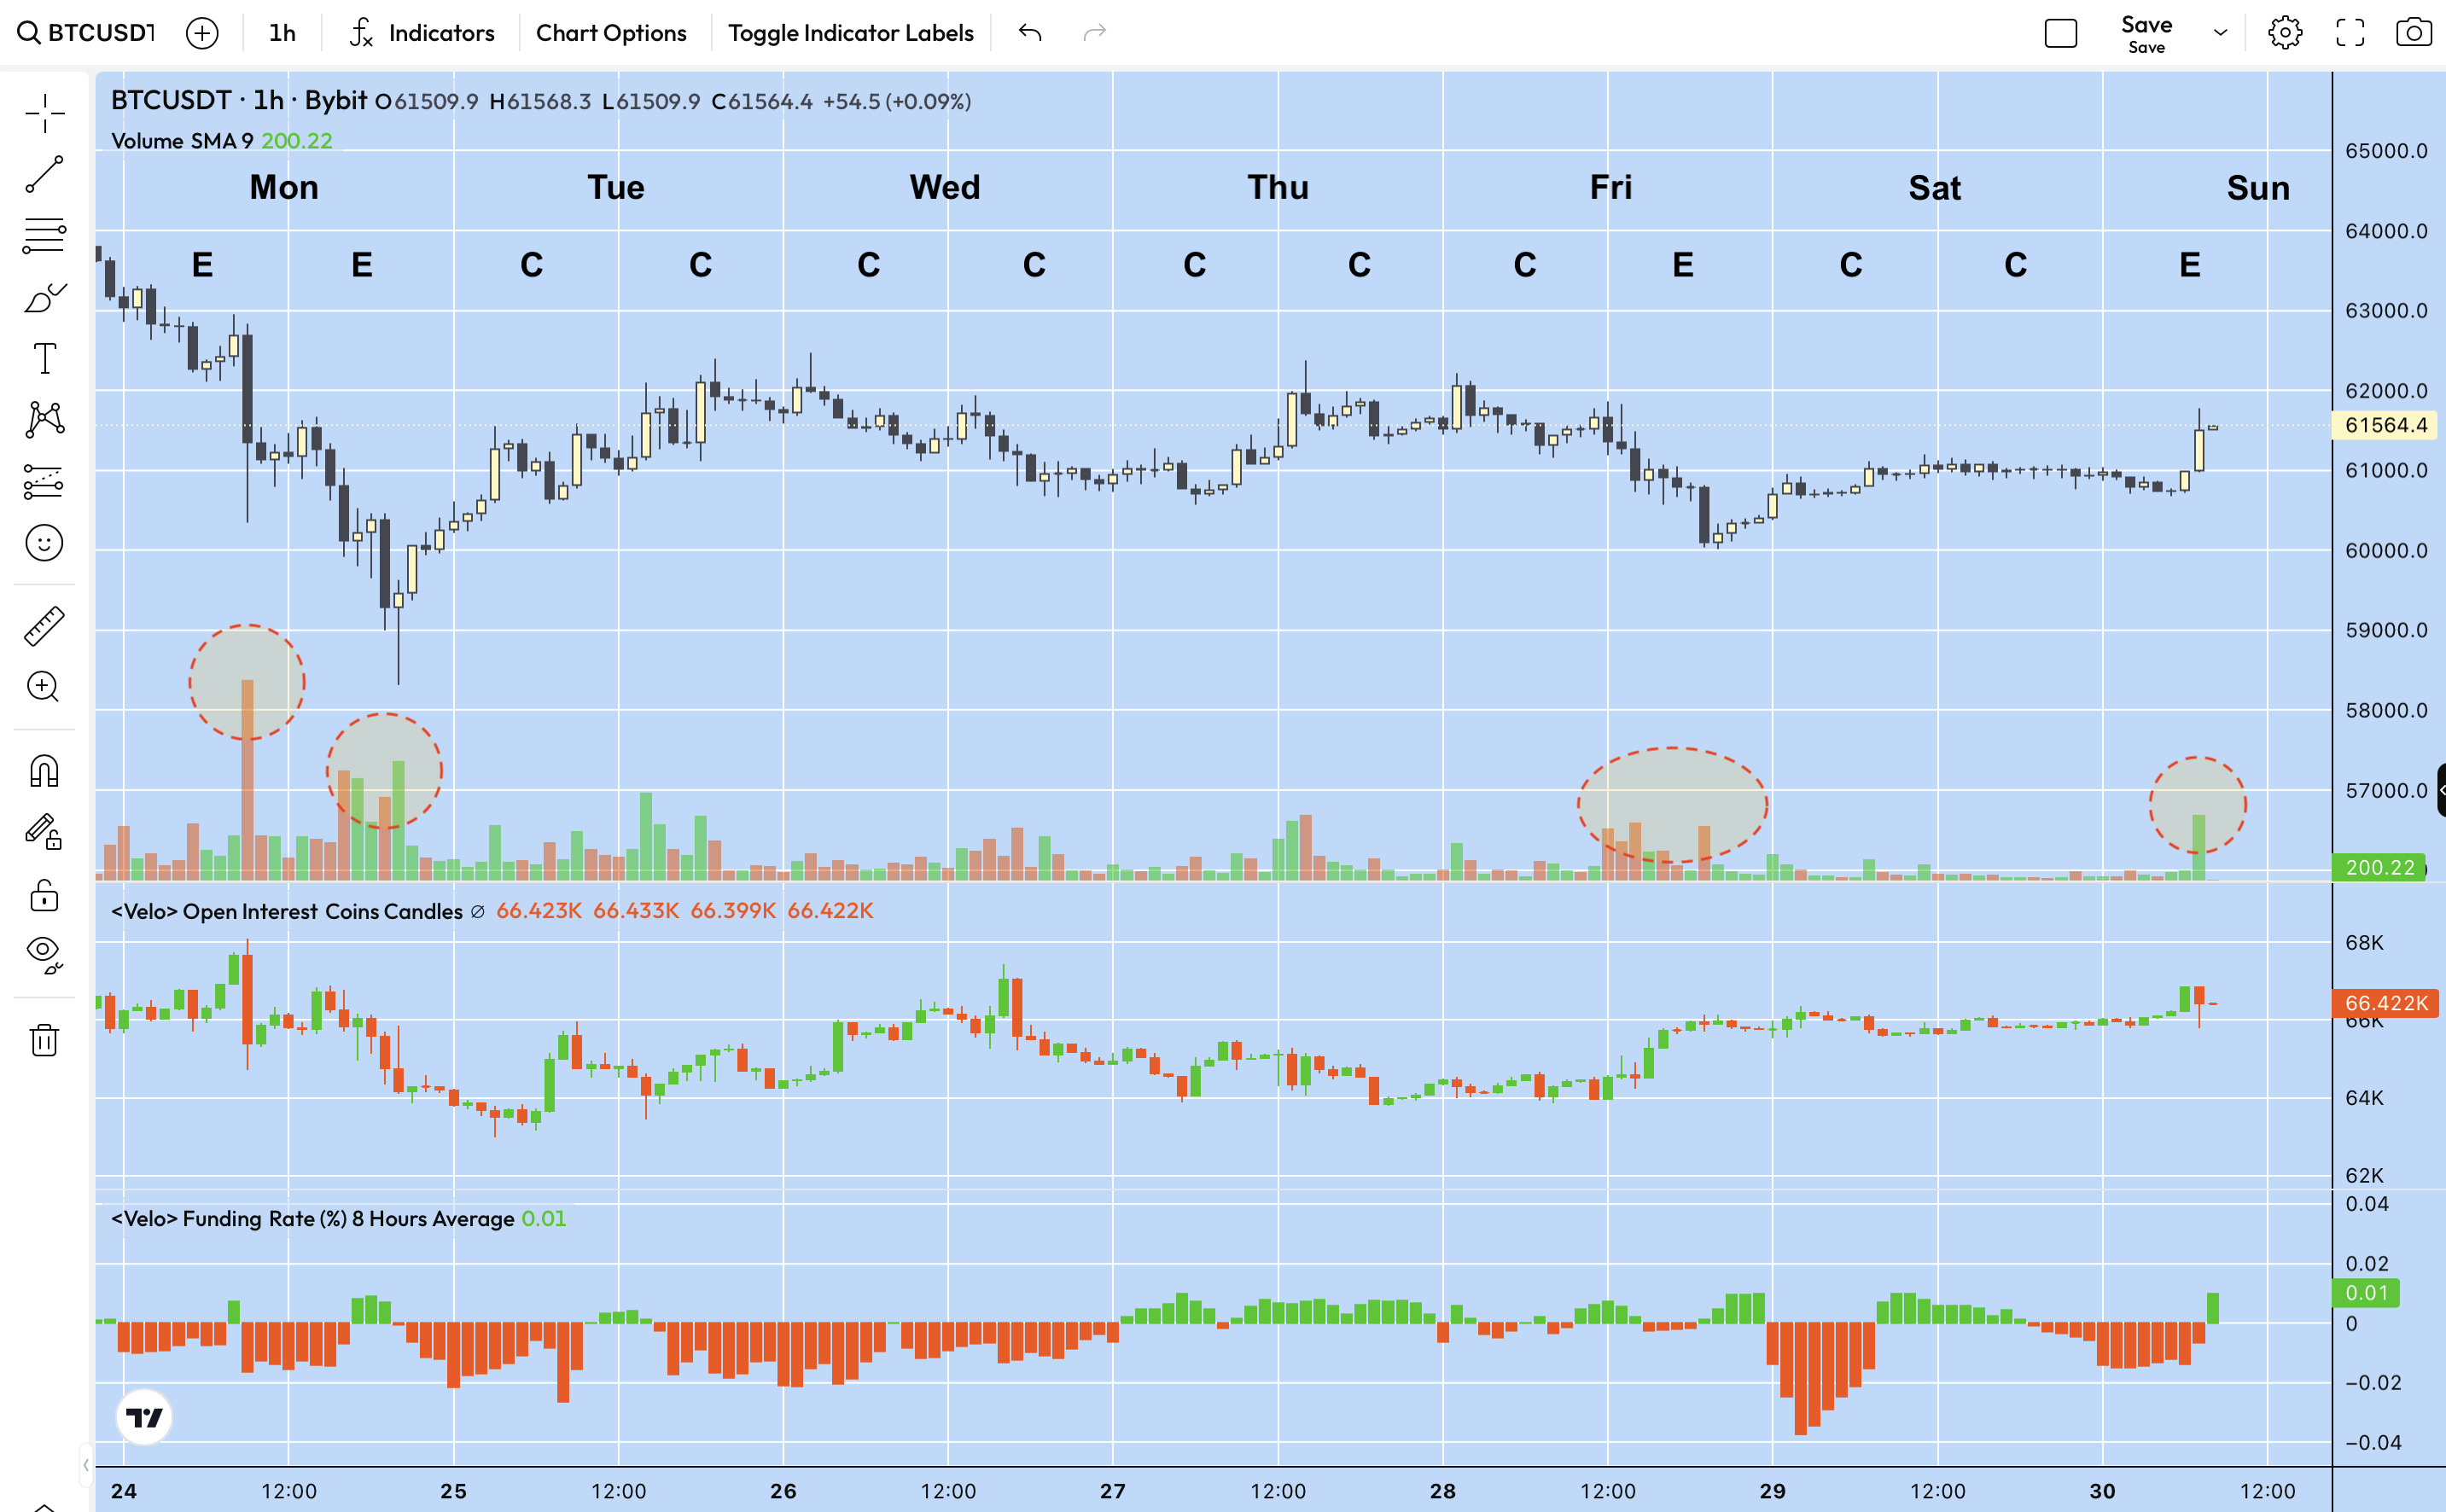 BTCUSDT 1h Indicators Chart Options Toggle Indicator Labels Save
Save
BTCUSDT · 1h · Bybit O61509.9 H61568.3 L61509.9 C61564.4 +54.5 (+0.09%)
Volume SMA 9 200.22
Mon Tue Wed Thu Fri Sat Sun
E E C C C C C C C E C C E
65000.0
64000.0
63000.0
62000.0
61564.4
61000.0
60000.0
59000.0
58000.0
57000.0
200.22
<Velo> Open Interest Coins Candles ∅ 66.423K 66.433K 66.399K 66.422K
68K
66.422K
66K
64K
62K
<Velo> Funding Rate (%) 8 Hours Average 0.01
0.04
0.02
0.01
0
−0.02
−0.04
24 12:00 25 12:00 26 12:00 27 12:00 28 12:00 29 12:00 30 12:00